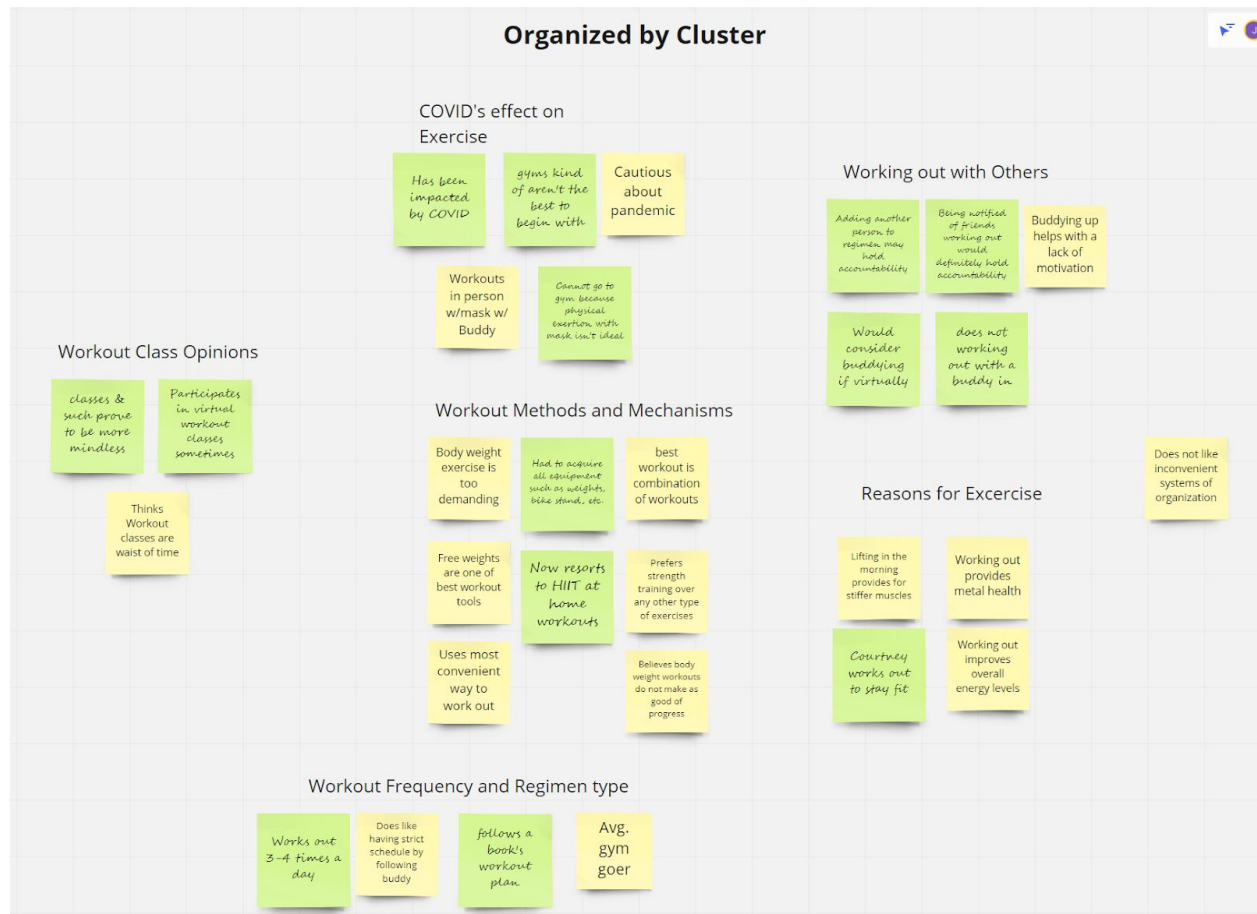 Organized by Cluster
J
COVID's effect on
Exercise
Has been
impacted
by COVID
gyms kind
of aren't the
best to
begin with
Cautious
about
pandemic
Workouts
in person
w/mask w/
Buddy
Cannot go to
gym because
physical
exertion with
mask isn't ideal
Working out with Others
Adding another
person to
regimen may
hold
accountability
Being notified
of friends
working out
would
definitely hold
accountability
Buddying up
helps with a
lack of
motivation
Would
consider
buddying
if virtually
does not
working
out with a
buddy in
Workout Class Opinions
classes &
such prove
to be more
mindless
Participates
in virtual
workout
classes
sometimes
Thinks
Workout
classes are
waist of time
Workout Methods and Mechanisms
Body weight
exercise is
too
demanding
Had to acquire
all equipment
such as weights,
bike stand, etc.
best
workout is
combination
of workouts
Free weights
are one of
best workout
tools
Now resorts
to HIIT at
home
workouts
Prefers
strength
training over
any other type
of exercises
Uses most
convenient
way to
work out
Believes body
weight workouts
do not make as
good of
progress
Does not like
inconvenient
systems of
organization
Reasons for Excercise
Lifting in the
morning
provides for
stiffer muscles
Working out
provides
metal health
Courtney
works out
to stay fit
Working out
improves
overall
energy levels
Workout Frequency and Regimen type
Works out
3-4 times a
day
Does like
having strict
schedule by
following
buddy
follows a
book's
workout
plan
Avg.
gym
goer